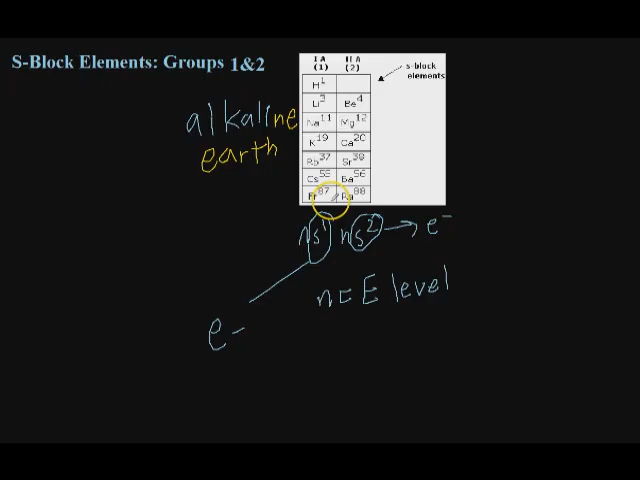 S-Block Elements: Groups 1&2
IA IIA
(1) (2)
s-block
elements
H¹
Li³ Be⁴
Na¹¹ Mg¹²
K¹⁹ Ca²⁰
Rb³⁷ Sr³⁸
Cs⁵⁵ Ba⁵⁶
Fr⁸⁷ Ra⁸⁸
alkaline
earth
ns¹ ns² → e⁻
n = E level
e-